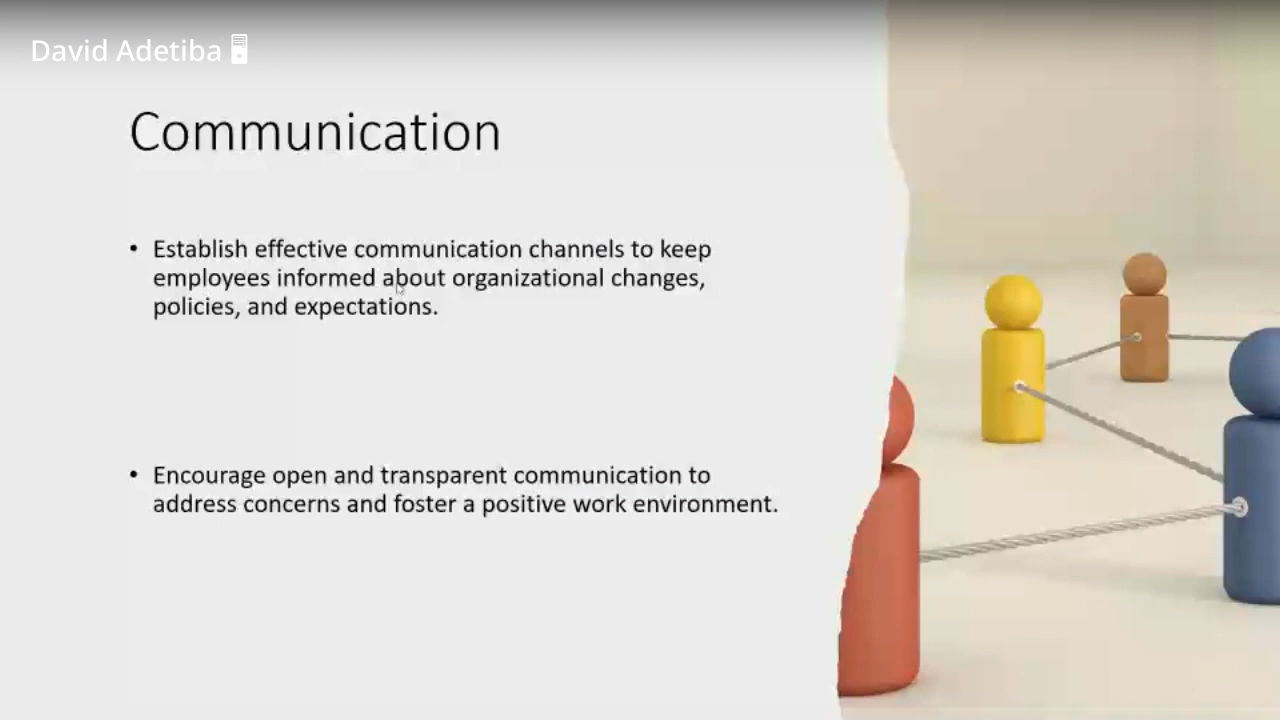 David Adetiba
Communication
• Establish effective communication channels to keep
employees informed about organizational changes,
policies, and expectations.
• Encourage open and transparent communication to
address concerns and foster a positive work environment.